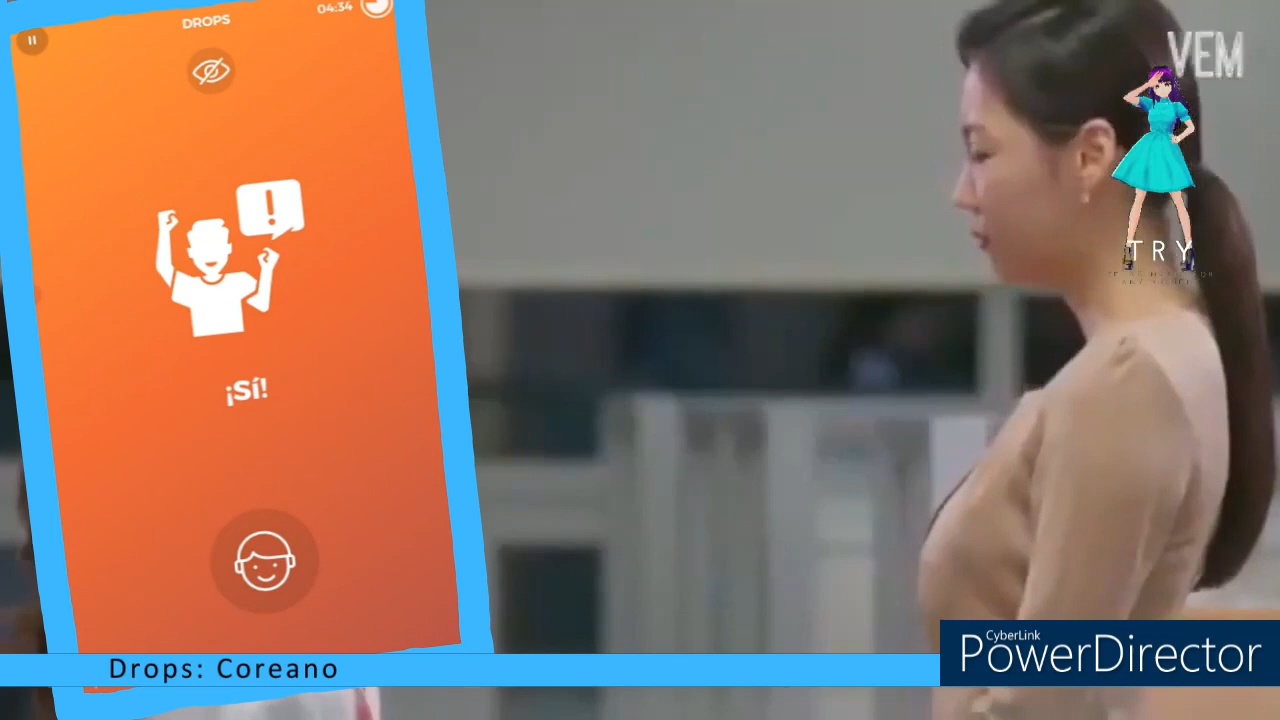 DROPS
04:34
!
¡Sí!
VEM
TRY
Drops: Coreano
CyberLink
PowerDirector